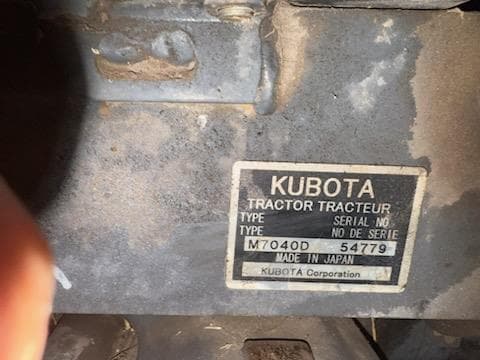 KUBOTA
TRACTOR TRACTEUR
TYPE SERIAL NO
TYPE NO DE SERIE
M7040D 54779
MADE IN JAPAN
KUBOTA Corporation